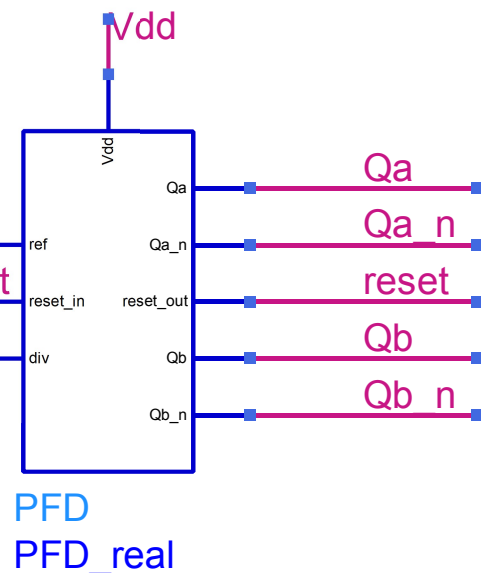 Vdd
Vdd
Qa
Qa
Qa_n
Qa_n
ref
t
reset_in
reset_out
reset
div
Qb
Qb
Qb_n
Qb_n
PFD
PFD_real